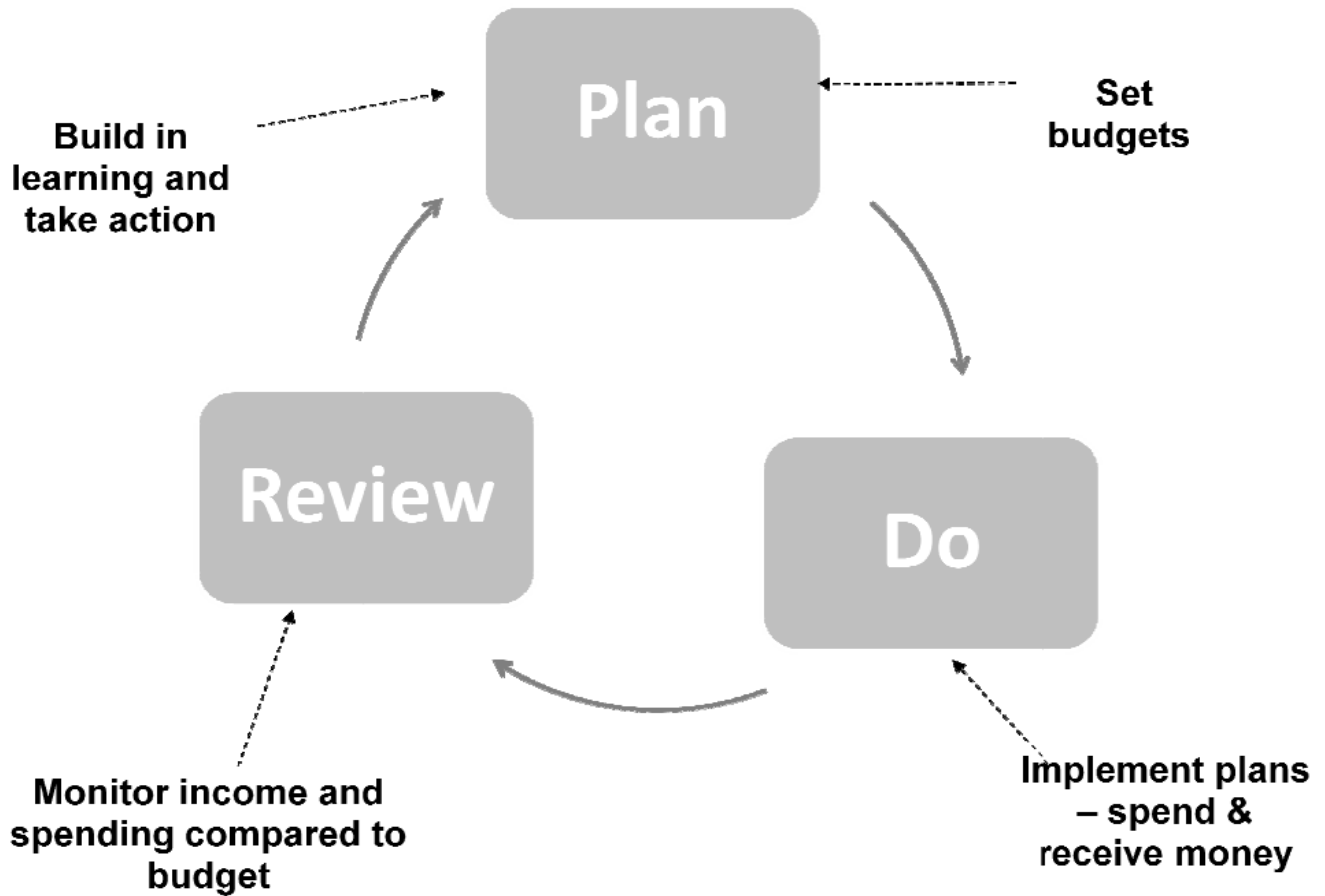 Plan
Set
budgets
Build in
learning and
take action
Review
Do
Monitor income and
spending compared to
budget
Implement plans
– spend &
receive money